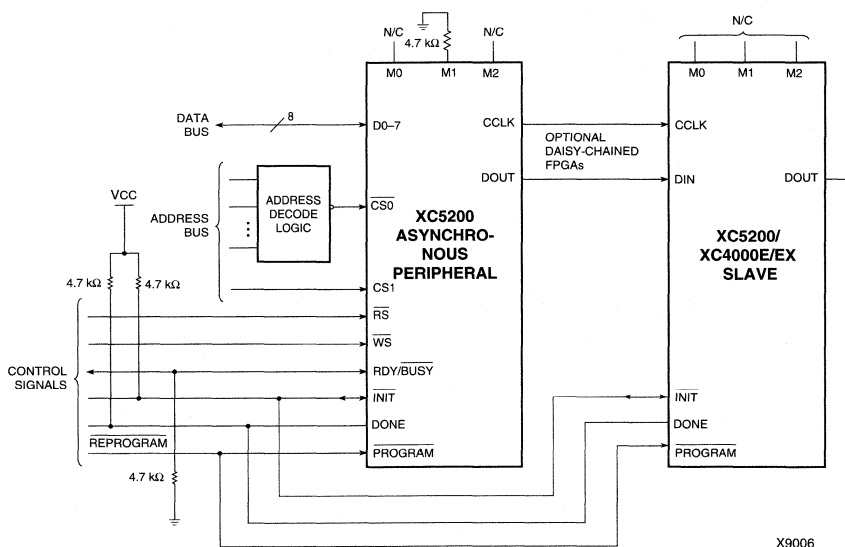 N/C
4.7 kΩ
N/C
M0 M1 M2
DATA
BUS
8
D0–7
CCLK
DOUT
OPTIONAL
DAISY-CHAINED
FPGAs
ADDRESS
BUS
ADDRESS
DECODE
LOGIC
CS0
CS1
XC5200
ASYNCHRO-
NOUS
PERIPHERAL
VCC
4.7 kΩ
4.7 kΩ
CONTROL
SIGNALS
RS
WS
RDY/BUSY
INIT
DONE
REPROGRAM
PROGRAM
4.7 kΩ
N/C
M0 M1 M2
CCLK
DIN
DOUT
XC5200/
XC4000E/EX
SLAVE
INIT
DONE
PROGRAM
X9006